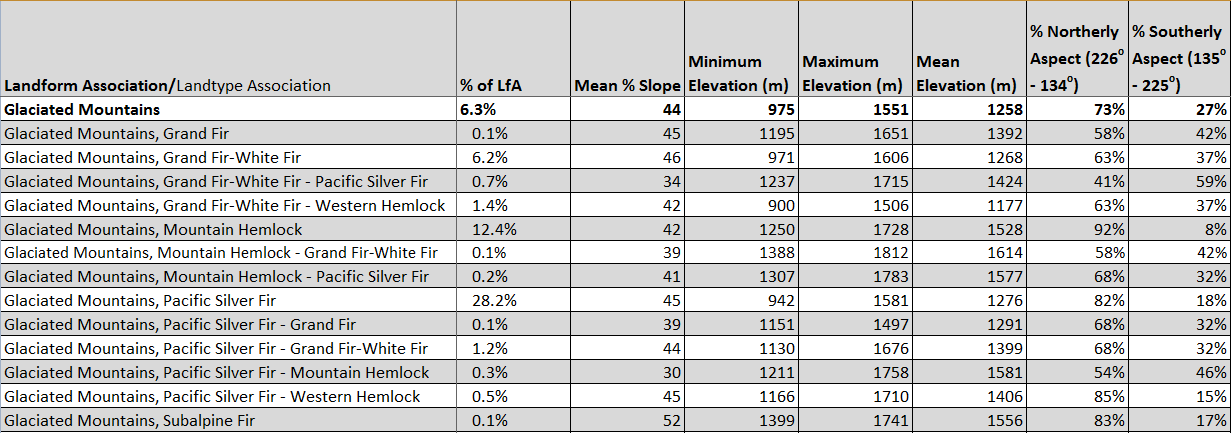 Landform Association/Landtype Association % of LfA Mean % Slope Minimum Elevation (m) Maximum Elevation (m) Mean Elevation (m) % Northerly Aspect (226o - 134o) % Southerly Aspect (135o - 225o)
Glaciated Mountains 6.3% 44 975 1551 1258 73% 27%
Glaciated Mountains, Grand Fir 0.1% 45 1195 1651 1392 58% 42%
Glaciated Mountains, Grand Fir-White Fir 6.2% 46 971 1606 1268 63% 37%
Glaciated Mountains, Grand Fir-White Fir - Pacific Silver Fir 0.7% 34 1237 1715 1424 41% 59%
Glaciated Mountains, Grand Fir-White Fir - Western Hemlock 1.4% 42 900 1506 1177 63% 37%
Glaciated Mountains, Mountain Hemlock 12.4% 42 1250 1728 1528 92% 8%
Glaciated Mountains, Mountain Hemlock - Grand Fir-White Fir 0.1% 39 1388 1812 1614 58% 42%
Glaciated Mountains, Mountain Hemlock - Pacific Silver Fir 0.2% 41 1307 1783 1577 68% 32%
Glaciated Mountains, Pacific Silver Fir 28.2% 45 942 1581 1276 82% 18%
Glaciated Mountains, Pacific Silver Fir - Grand Fir 0.1% 39 1151 1497 1291 68% 32%
Glaciated Mountains, Pacific Silver Fir - Grand Fir-White Fir 1.2% 44 1130 1676 1399 68% 32%
Glaciated Mountains, Pacific Silver Fir - Mountain Hemlock 0.3% 30 1211 1758 1581 54% 46%
Glaciated Mountains, Pacific Silver Fir - Western Hemlock 0.5% 45 1166 1710 1406 85% 15%
Glaciated Mountains, Subalpine Fir 0.1% 52 1399 1741 1556 83% 17%